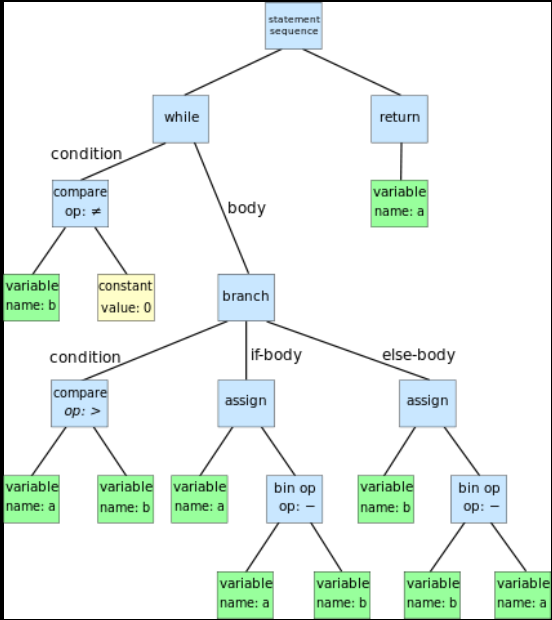 statement
sequence
while
return
condition
compare
op: ≠
body
variable
name: a
variable
name: b
constant
value: 0
branch
condition
if-body
else-body
compare
op: >
assign
assign
variable
name: a
variable
name: b
variable
name: a
bin op
op: −
variable
name: b
bin op
op: −
variable
name: a
variable
name: b
variable
name: b
variable
name: a